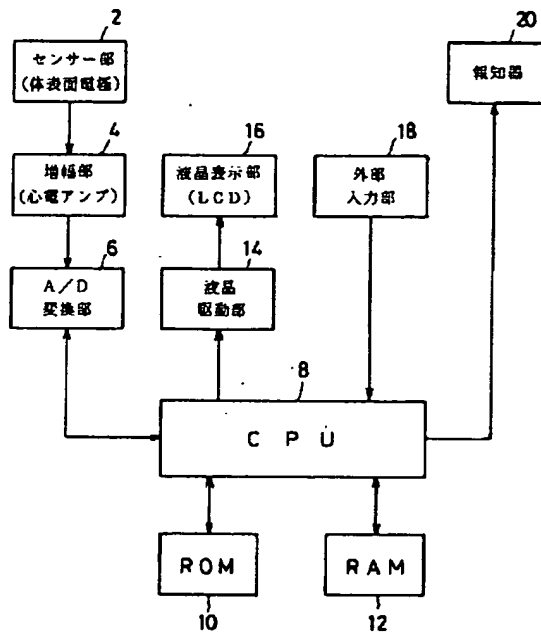 2
センサー部
(体表面電極)
4
増幅部
(心電アンプ)
6
A/D
変換部
16
液晶表示部
(LCD)
14
液晶
駆動部
18
外部
入力部
20
報知器
8
CPU
ROM
10
RAM
12